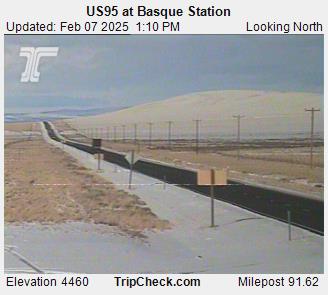 US95 at Basque Station
Updated: Feb 07 2025 1:10 PM Looking North
Elevation 4460 TripCheck.com Milepost 91.62